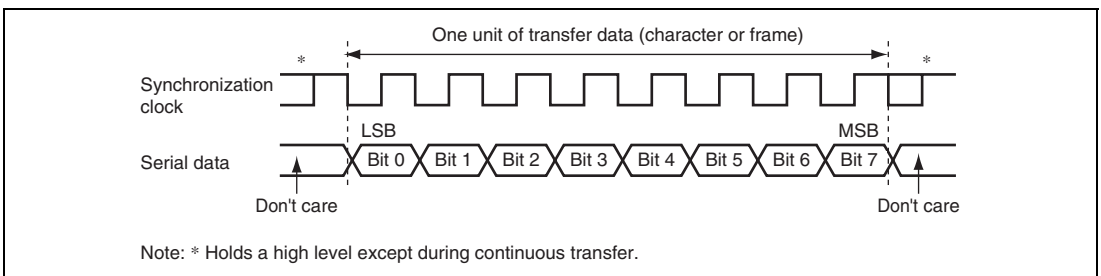 One unit of transfer data (character or frame)
* *
Synchronization
clock
LSB MSB
Serial data Bit 0 Bit 1 Bit 2 Bit 3 Bit 4 Bit 5 Bit 6 Bit 7
Don't care Don't care
Note: * Holds a high level except during continuous transfer.